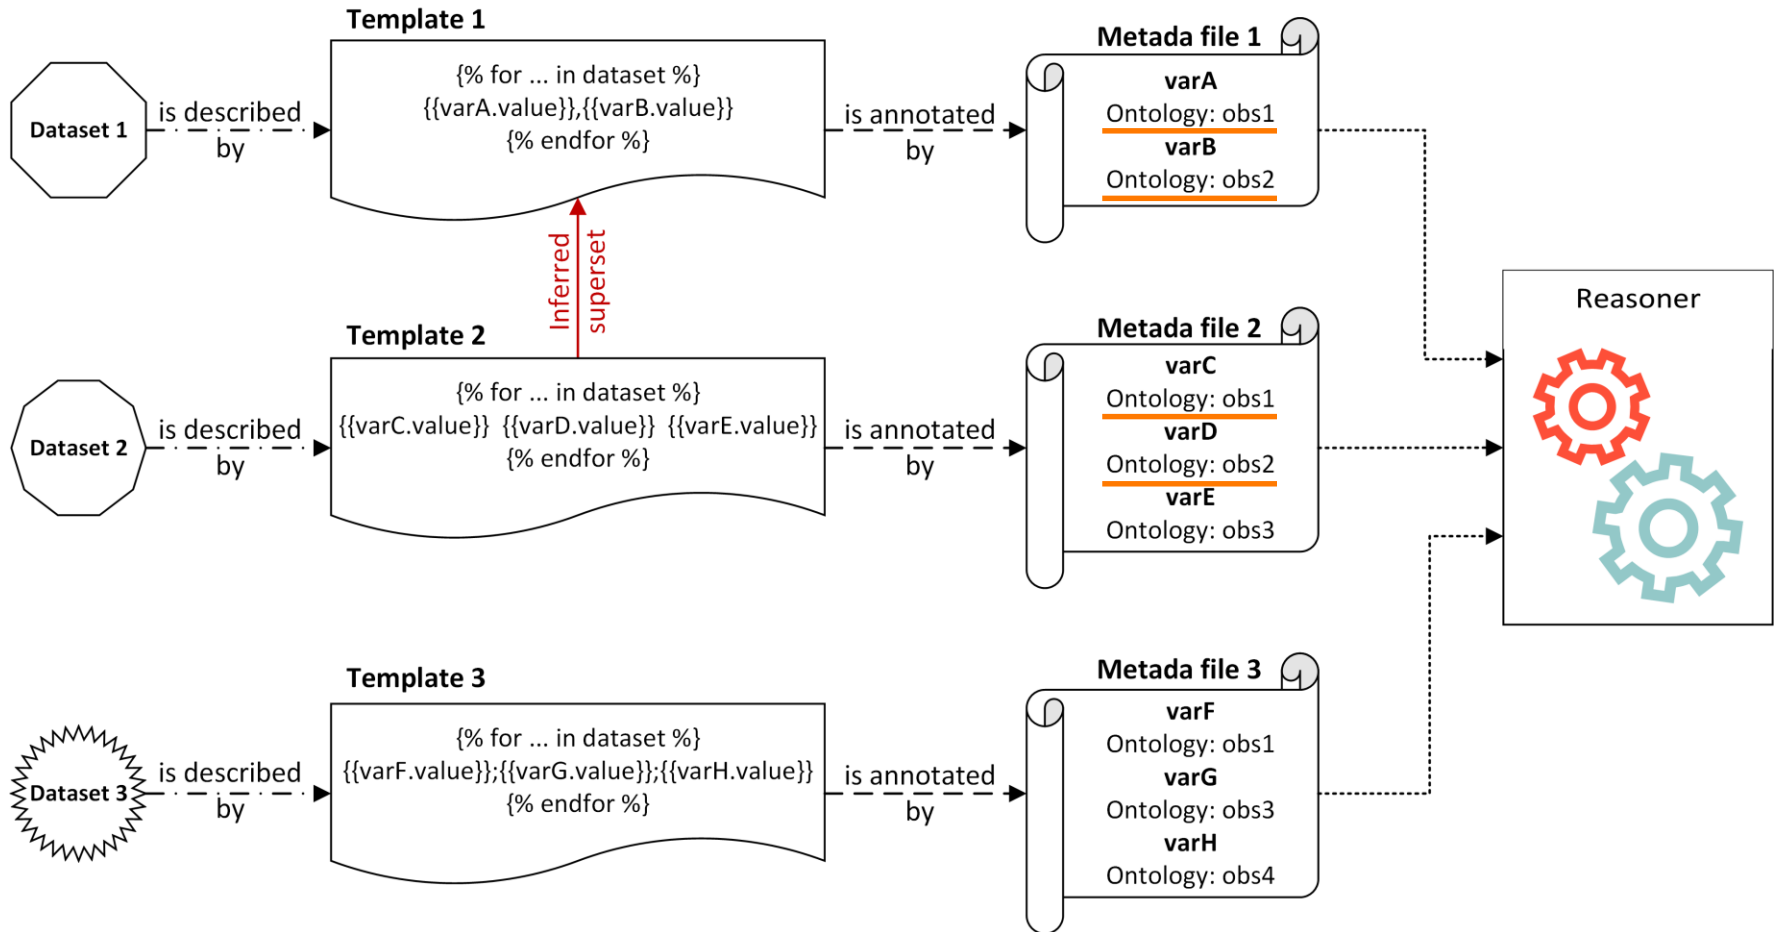 Template 1
Dataset 1
is described
by
{% for ... in dataset %}
{{varA.value}},{{varB.value}}
{% endfor %}
is annotated
by
Metada file 1
varA
Ontology: obs1
varB
Ontology: obs2
Inferred
superset
Template 2
Dataset 2
is described
by
{% for ... in dataset %}
{{varC.value}} {{varD.value}} {{varE.value}}
{% endfor %}
is annotated
by
Metada file 2
varC
Ontology: obs1
varD
Ontology: obs2
varE
Ontology: obs3
Reasoner
Template 3
Dataset 3
is described
by
{% for ... in dataset %}
{{varF.value}};{{varG.value}};{{varH.value}}
{% endfor %}
is annotated
by
Metada file 3
varF
Ontology: obs1
varG
Ontology: obs3
varH
Ontology: obs4